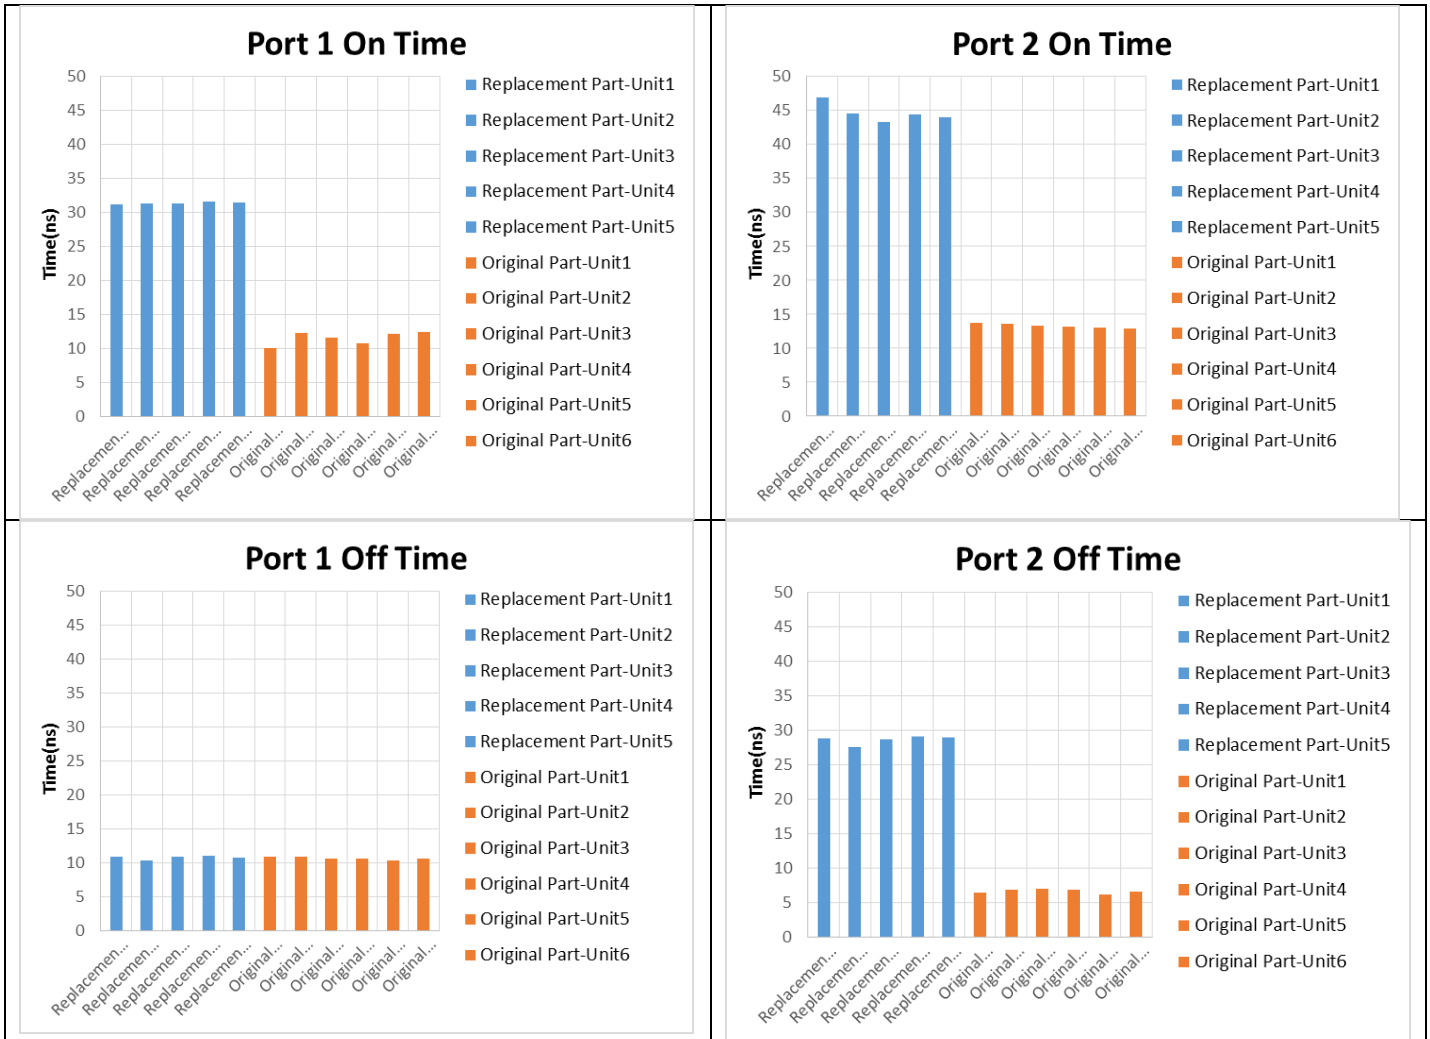 Port 1 On Time
50
45
40
35
30
25
20
15
10
5
0
Time(ns)
Replacemen...
Replacemen...
Replacemen...
Replacemen...
Replacemen...
Original...
Original...
Original...
Original...
Original...
Original...
Replacement Part-Unit1
Replacement Part-Unit2
Replacement Part-Unit3
Replacement Part-Unit4
Replacement Part-Unit5
Original Part-Unit1
Original Part-Unit2
Original Part-Unit3
Original Part-Unit4
Original Part-Unit5
Original Part-Unit6
Port 2 On Time
50
45
40
35
30
25
20
15
10
5
0
Time(ns)
Replacemen...
Replacemen...
Replacemen...
Replacemen...
Replacemen...
Original...
Original...
Original...
Original...
Original...
Original...
Replacement Part-Unit1
Replacement Part-Unit2
Replacement Part-Unit3
Replacement Part-Unit4
Replacement Part-Unit5
Original Part-Unit1
Original Part-Unit2
Original Part-Unit3
Original Part-Unit4
Original Part-Unit5
Original Part-Unit6
Port 1 Off Time
50
45
40
35
30
25
20
15
10
5
0
Time(ns)
Replacemen...
Replacemen...
Replacemen...
Replacemen...
Replacemen...
Original...
Original...
Original...
Original...
Original...
Original...
Replacement Part-Unit1
Replacement Part-Unit2
Replacement Part-Unit3
Replacement Part-Unit4
Replacement Part-Unit5
Original Part-Unit1
Original Part-Unit2
Original Part-Unit3
Original Part-Unit4
Original Part-Unit5
Original Part-Unit6
Port 2 Off Time
50
45
40
35
30
25
20
15
10
5
0
Time(ns)
Replacemen...
Replacemen...
Replacemen...
Replacemen...
Replacemen...
Original...
Original...
Original...
Original...
Original...
Original...
Replacement Part-Unit1
Replacement Part-Unit2
Replacement Part-Unit3
Replacement Part-Unit4
Replacement Part-Unit5
Original Part-Unit1
Original Part-Unit2
Original Part-Unit3
Original Part-Unit4
Original Part-Unit5
Original Part-Unit6